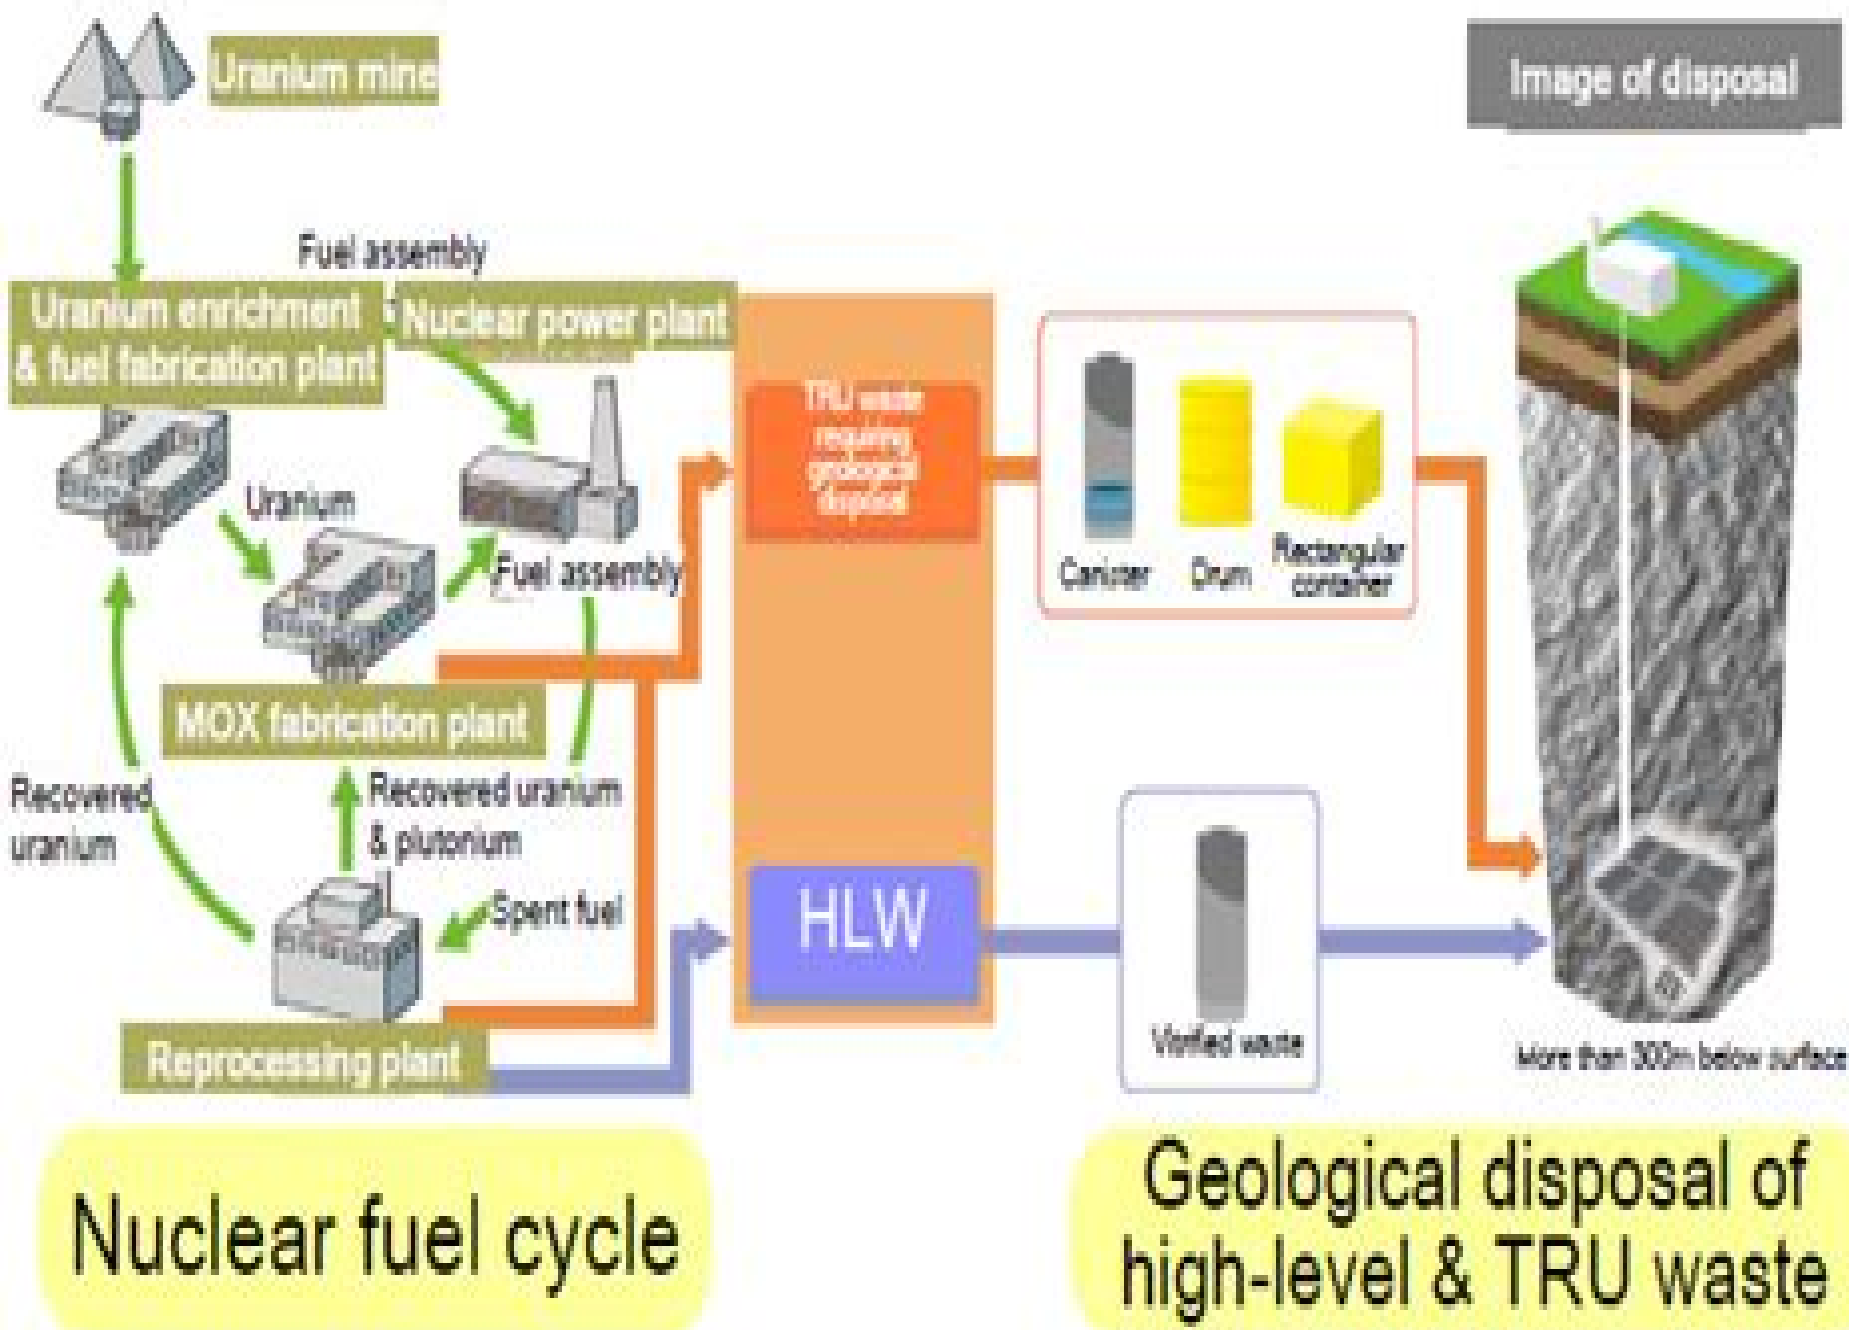 Uranium mine
Image of disposal
Fuel assembly
Uranium enrichment
& fuel fabrication plant
Nuclear power plant
TRU waste
requiring
geological
disposal
Uranium
Fuel assembly
Canister
Drum
Rectangular
container
MOX fabrication plant
Recovered
uranium
Recovered uranium
& plutonium
Spent fuel
HLW
Reprocessing plant
Vitrified waste
More than 300m below surface
Nuclear fuel cycle
Geological disposal of
high-level & TRU waste